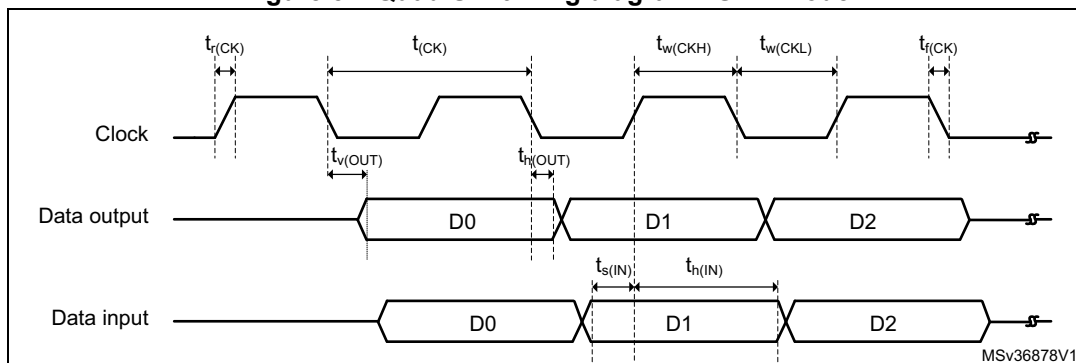 t(CK) t(CK) tw(CKH) tw(CKL) tf(CK)
Clock
tv(OUT) th(OUT)
Data output D0 D1 D2
ts(IN) th(IN)
Data input D0 D1 D2
MSv36878V1